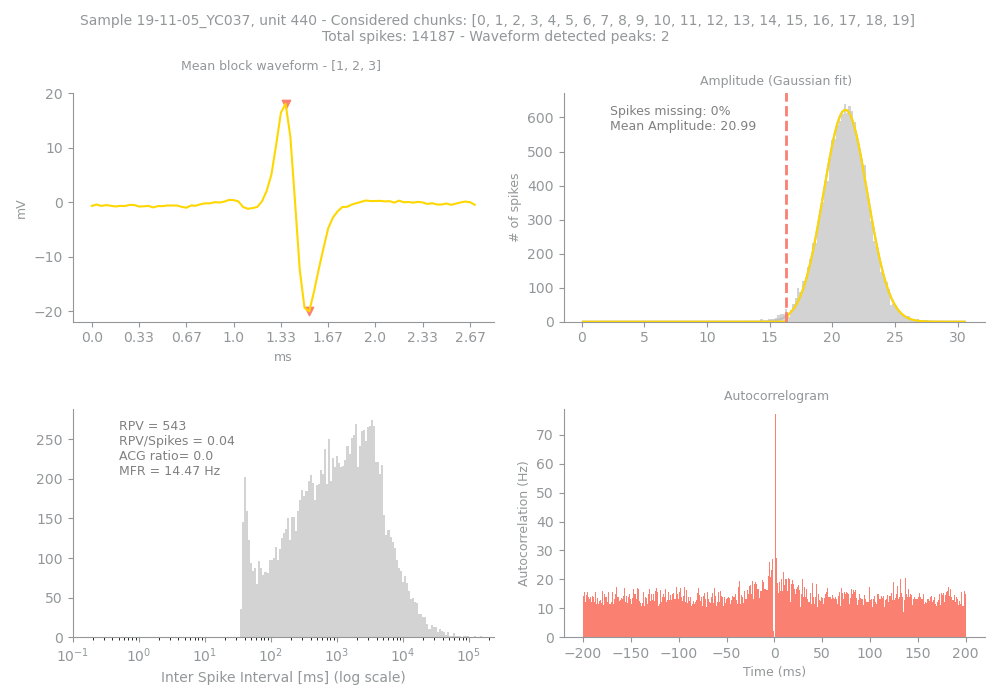 Sample 19-11-05_YC037, unit 440 - Considered chunks: [0, 1, 2, 3, 4, 5, 6, 7, 8, 9, 10, 11, 12, 13, 14, 15, 16, 17, 18, 19]
Total spikes: 14187 - Waveform detected peaks: 2
Mean block waveform - [1, 2, 3]
20
10
0
−10
−20
mV
0.0 0.33 0.67 1.0 1.33 1.67 2.0 2.33 2.67
ms
Amplitude (Gaussian fit)
Spikes missing: 0%
Mean Amplitude: 20.99
600
500
400
300
200
100
0
# of spikes
0 5 10 15 20 25 30
RPV = 543
RPV/Spikes = 0.04
ACG ratio= 0.0
MFR = 14.47 Hz
250
200
150
100
50
0
10⁻¹ 10⁰ 10¹ 10² 10³ 10⁴ 10⁵
Inter Spike Interval [ms] (log scale)
Autocorrelogram
70
60
50
40
30
20
10
0
Autocorrelation (Hz)
−200 −150 −100 −50 0 50 100 150 200
Time (ms)